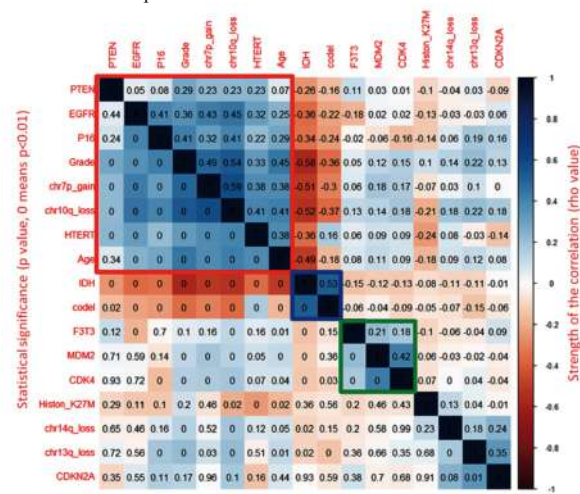 PTEN EGFR P16 Grade chr7p_gain chr10q_loss HTERT Age IDH codel F3T3 MDM2 CDK4 Histon_K27M chr14q_loss chr13q_loss CDKN2A
PTEN 0.05 0.08 0.29 0.23 0.23 0.23 0.07 -0.26 -0.16 0.11 0.03 0.01 -0.1 -0.04 -0.03 -0.09
EGFR 0.44 0.41 0.36 0.43 0.45 0.32 0.25 -0.36 -0.22 -0.18 0.02 0.02 -0.13 -0.03 -0.03 0.06
P16 0.24 0 0.41 0.32 0.41 0.22 0.29 -0.34 -0.24 -0.02 -0.06 -0.16 -0.14 -0.06 0.19 0.16
Grade 0 0 0 0.49 0.54 0.33 0.45 -0.58 -0.36 0.05 0.12 0.15 0.1 -0.14 0.22 0.13
chr7p_gain 0 0 0 0 0.59 0.38 0.38 -0.51 -0.3 0.06 0.18 0.17 -0.07 0.03 0.1 0
chr10q_loss 0 0 0 0 0 0.41 0.41 -0.52 -0.37 0.13 0.14 0.18 -0.21 0.18 0.22 0.18
HTERT 0 0 0 0 0 0 0.38 -0.36 0.16 0.09 0.12 0.11 -0.24 0.08 -0.03 -0.14
Age 0.34 0 0 0 0 0 0 -0.49 -0.18 0.08 0.11 0.09 0.19 0.12 0.08
IDH 0 0 0 0 0 0 0 0 0.53 -0.15 -0.12 -0.13 -0.08 -0.11 -0.11 -0.01
codel 0.02 0 0 0 0 0 0 -0.06 -0.04 -0.09 -0.03 -0.07 -0.15 -0.06
F3T3 0.12 0 0.7 0.1 0.16 0 0.16 0.01 0 0.15 0.21 0.18 -0.1 -0.06 -0.04 0.09
MDM2 0.71 0.59 0.14 0 0 0 0.05 0 0 0.36 0 0.42 -0.06 -0.03 -0.02 -0.04
CDK4 0.93 0.72 0 0 0 0 0.07 0.04 0 0.03 0 0 -0.07 0 0.04 -0.04
Histon_K27M 0.29 0.11 0.1 0.2 0.46 0.02 0 0.02 0.36 0.56 0.2 0.46 0.43 0.13 0.04 -0.01
chr14q_loss 0.65 0.46 0.16 0 0.52 0 0.12 0 0.02 0.05 0.3 0.58 0.99 0.23 0.18 0.24
chr13q_loss 0.72 0.56 0 0 0 0 0.51 0.01 0.02 0 0.36 0.66 0.35 0.48 0 0.35
CDKN2A 0.35 0.55 0.11 0.17 0.96 0.1 0.16 0.44 0.93 0.59 0.38 0.7 0.68 0.91 0.08 0.01
1
0.8
0.6
0.4
0.2
0
-0.2
-0.4
-0.6
-0.8
-1
Statistical significance (p value, 0 means p<0.01)
Strength of the correlation (rho value)